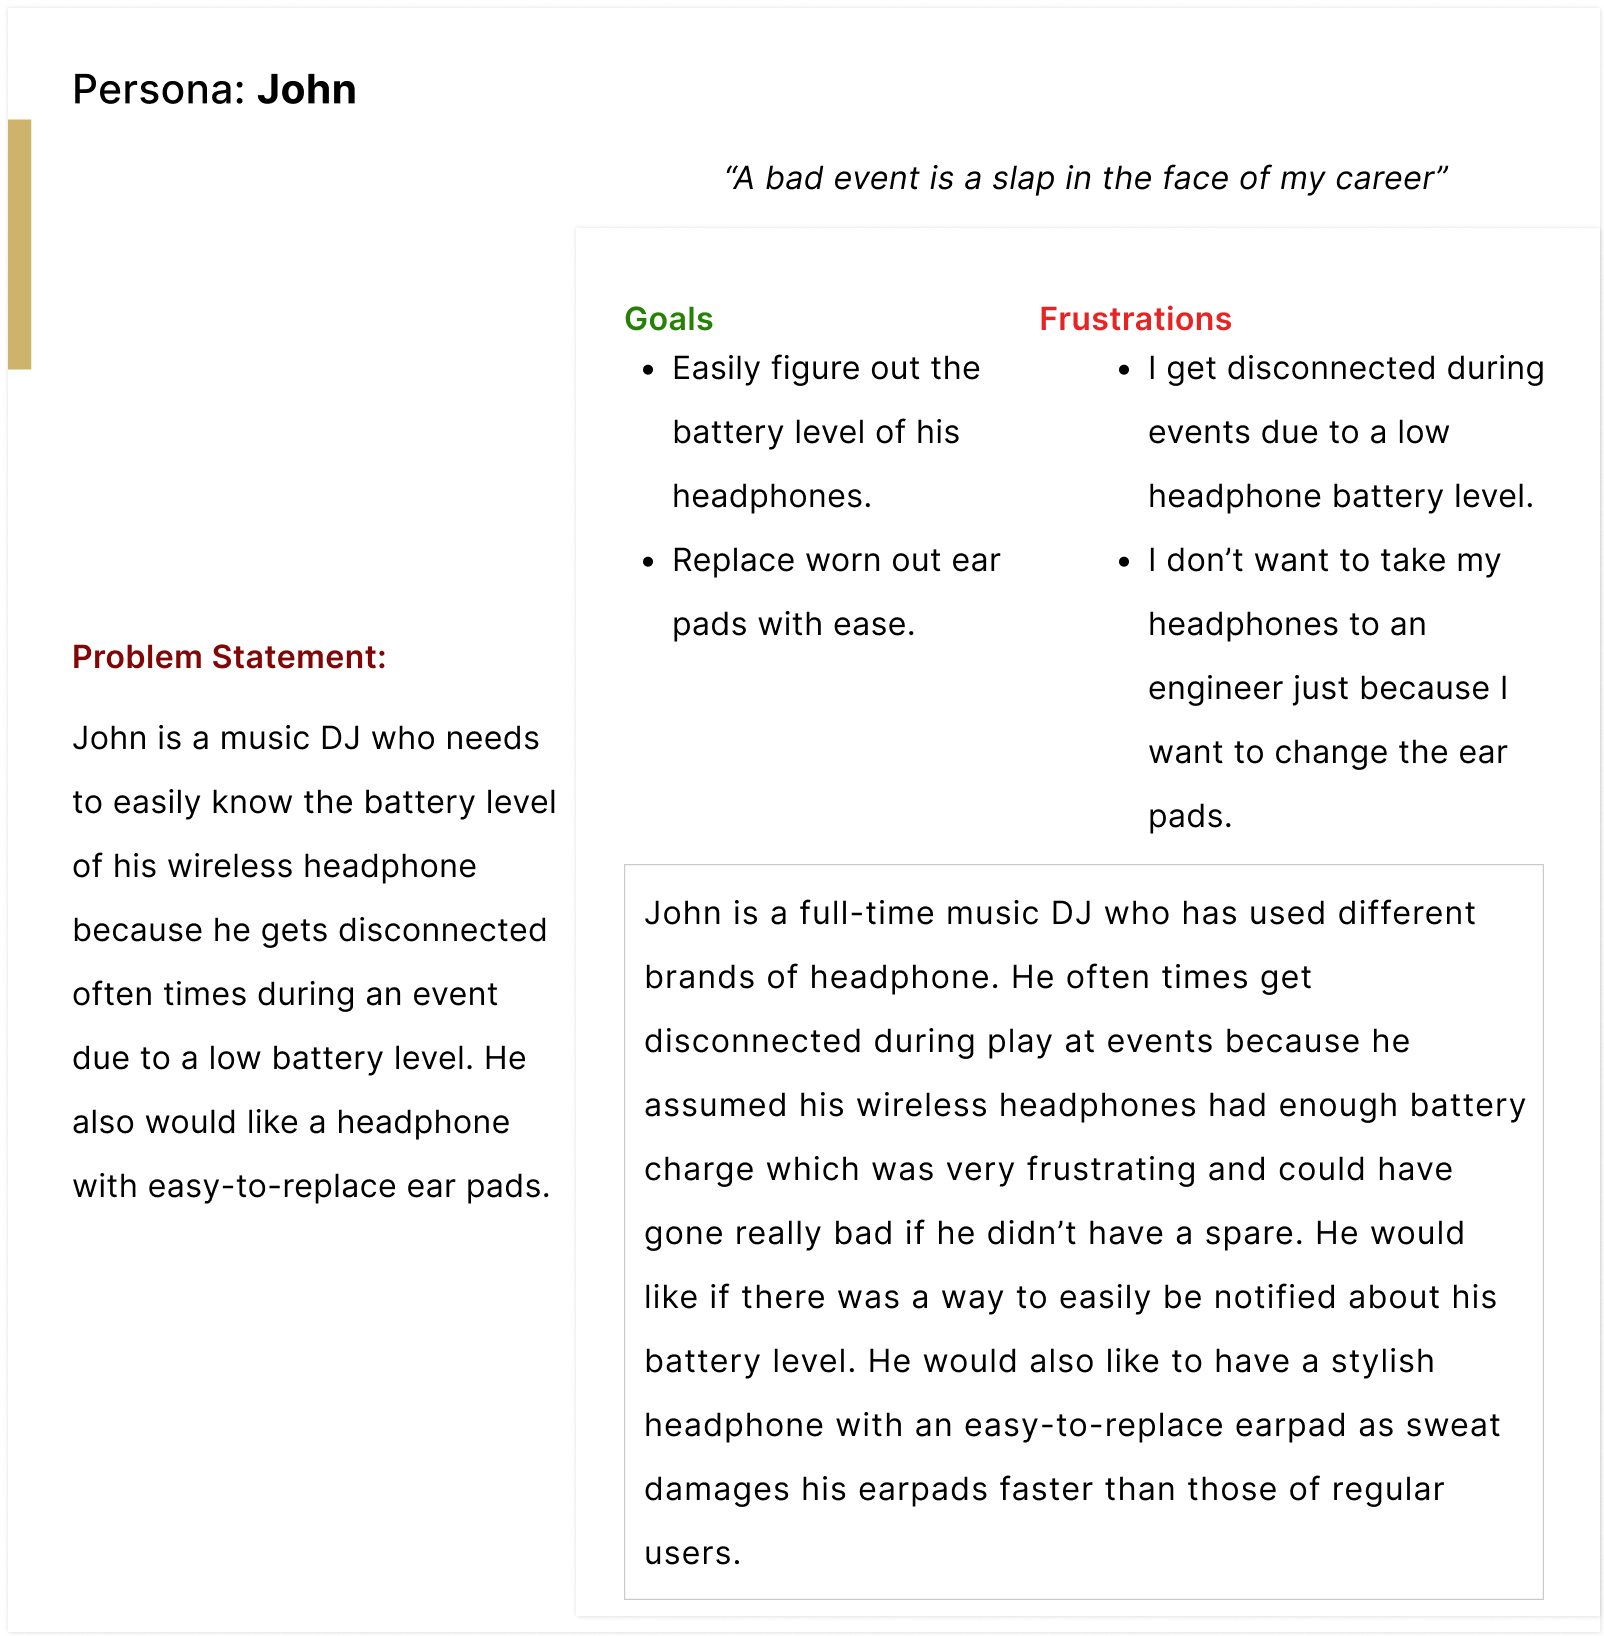 Persona: John
“A bad event is a slap in the face of my career”
Problem Statement:
John is a music DJ who needs
to easily know the battery level
of his wireless headphone
because he gets disconnected
often times during an event
due to a low battery level. He
also would like a headphone
with easy-to-replace ear pads.
Goals
• Easily figure out the
battery level of his
headphones.
• Replace worn out ear
pads with ease.
Frustrations
• I get disconnected during
events due to a low
headphone battery level.
• I don’t want to take my
headphones to an
engineer just because I
want to change the ear
pads.
John is a full-time music DJ who has used different
brands of headphone. He often times get
disconnected during play at events because he
assumed his wireless headphones had enough battery
charge which was very frustrating and could have
gone really bad if he didn’t have a spare. He would
like if there was a way to easily be notified about his
battery level. He would also like to have a stylish
headphone with an easy-to-replace earpad as sweat
damages his earpads faster than those of regular
users.